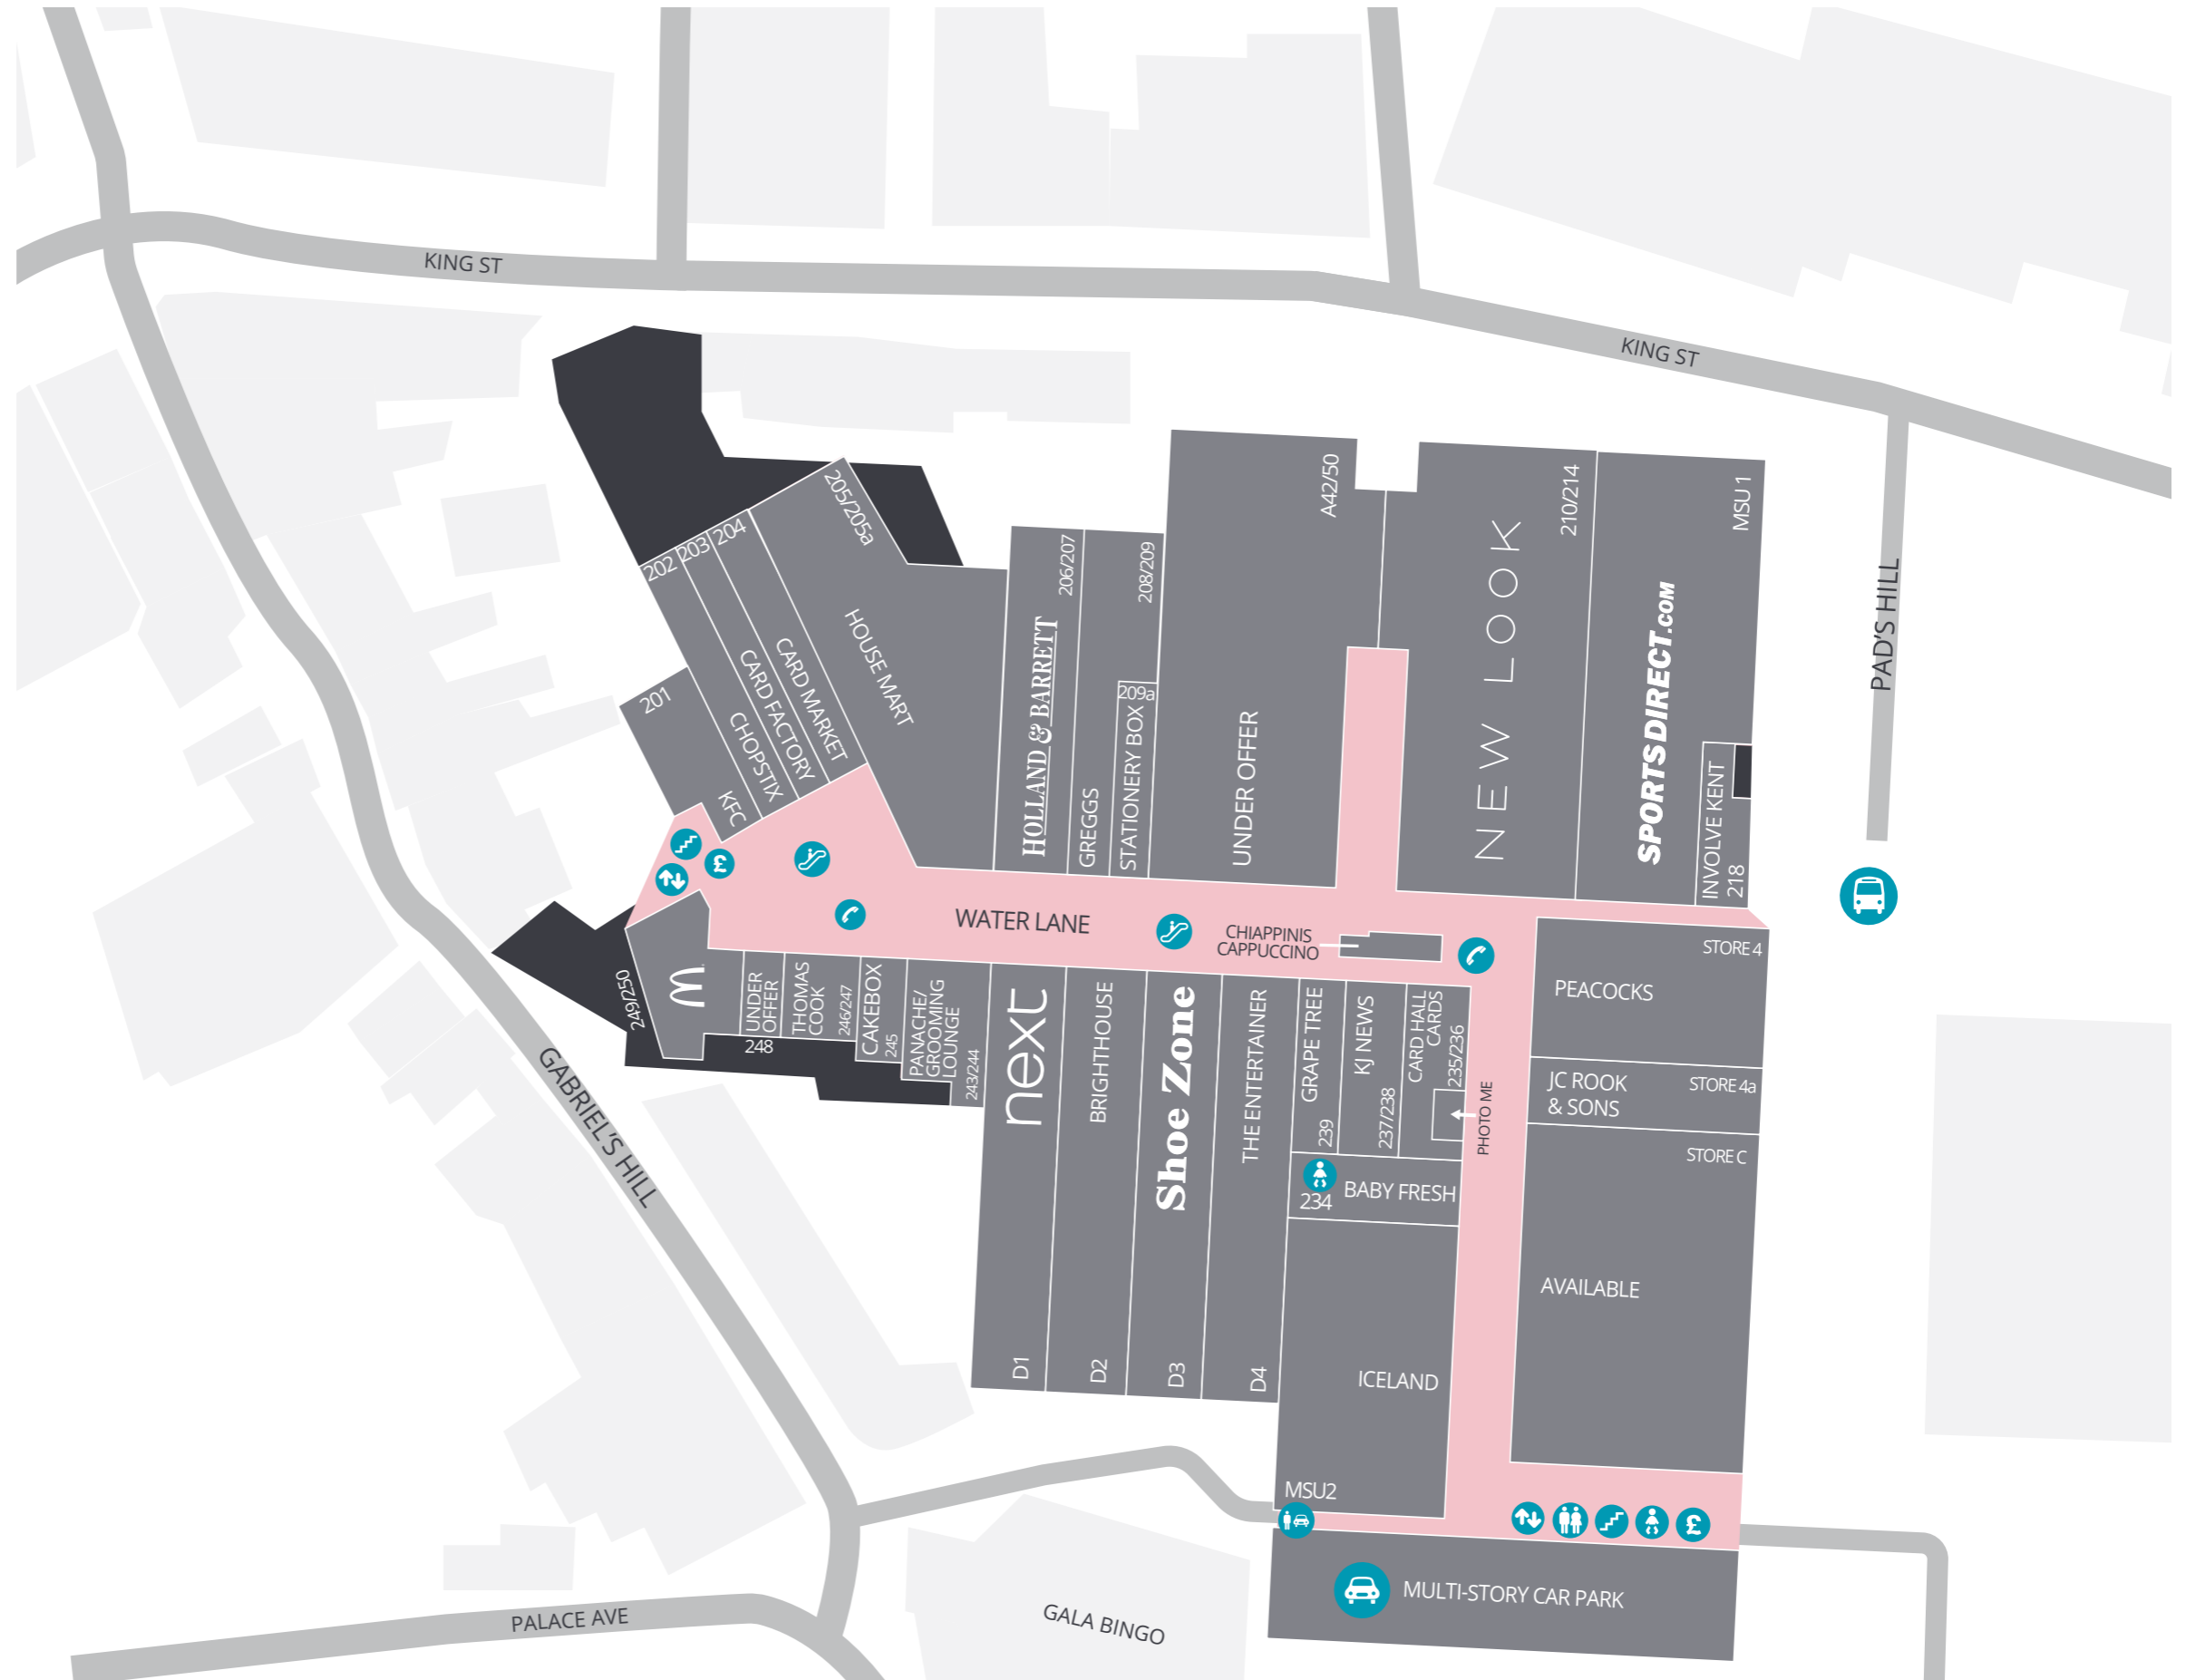 KING ST
KING ST
PAD'S HILL
GABRIEL'S HILL
PALACE AVE
GALA BINGO
WATER LANE
201
KFC
202
CHOPSTIX
203
CARD FACTORY
204
CARD MARKET
205/205a
HOUSE MART
206/207
HOLLAND & BARRETT
208/209
GREGGS
209a
STATIONERY BOX
A42/50
UNDER OFFER
210/214
NEW LOOK
MSU 1
SPORTSDIRECT.COM
INVOLVE KENT
218
CHIAPPINIS
CAPPUCCINO
249/250
UNDER
OFFER
248
THOMAS
COOK
246/247
CAKEBOX
245
PANACHE/
GROOMING
LOUNGE
243/244
next
D1
BRIGHTHOUSE
D2
Shoe Zone
D3
THE ENTERTAINER
D4
GRAPE TREE
239
KJ NEWS
237/238
CARD HALL
CARDS
235/236
PHOTO ME
234
BABY FRESH
ICELAND
MSU2
STORE 4
PEACOCKS
JC ROOK
& SONS
STORE 4a
STORE C
AVAILABLE
MULTI-STORY CAR PARK
£
£